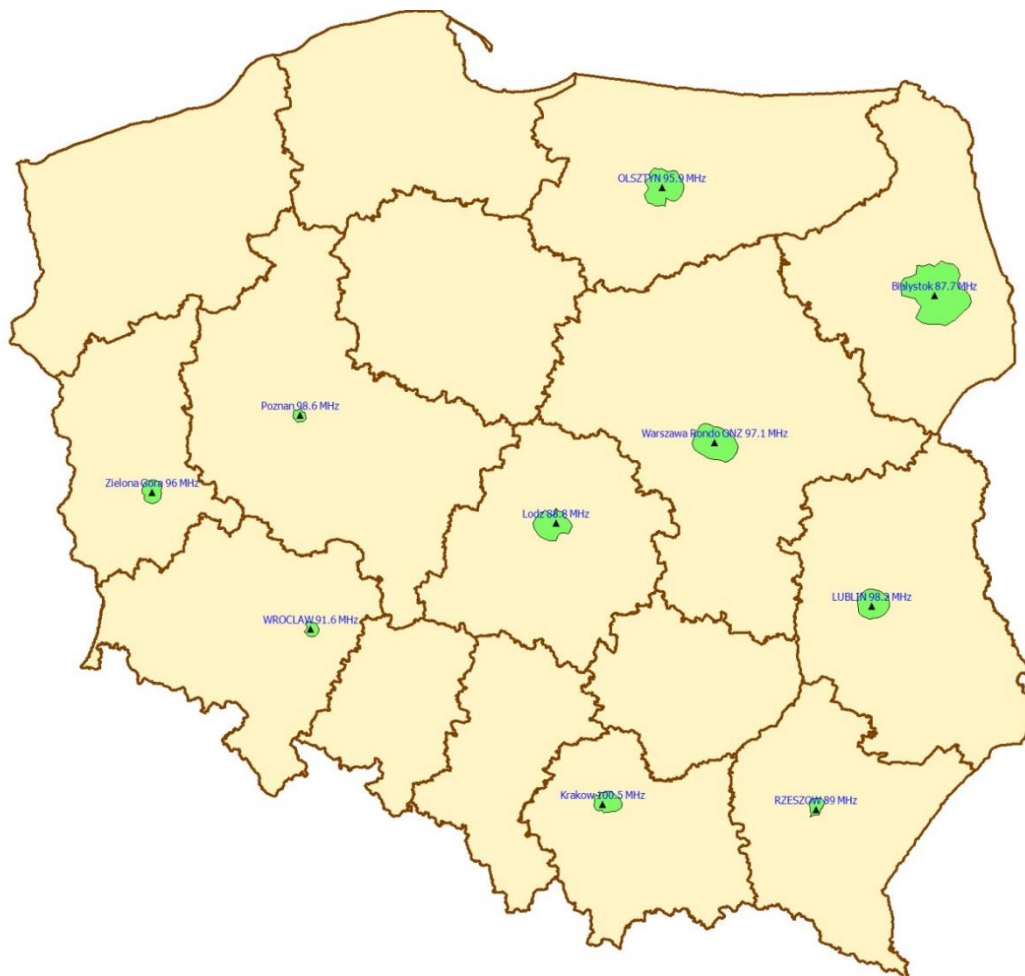 OLSZTYN 95.9 MHz
Bialystok 87.7 MHz
Poznan 98.6 MHz
Warszawa Rondo ONZ 97.1 MHz
Zielona Gora 96 MHz
Lodz 88.8 MHz
LUBLIN 98.2 MHz
WROCLAW 91.6 MHz
Krakow 100.5 MHz
RZESZOW 89 MHz